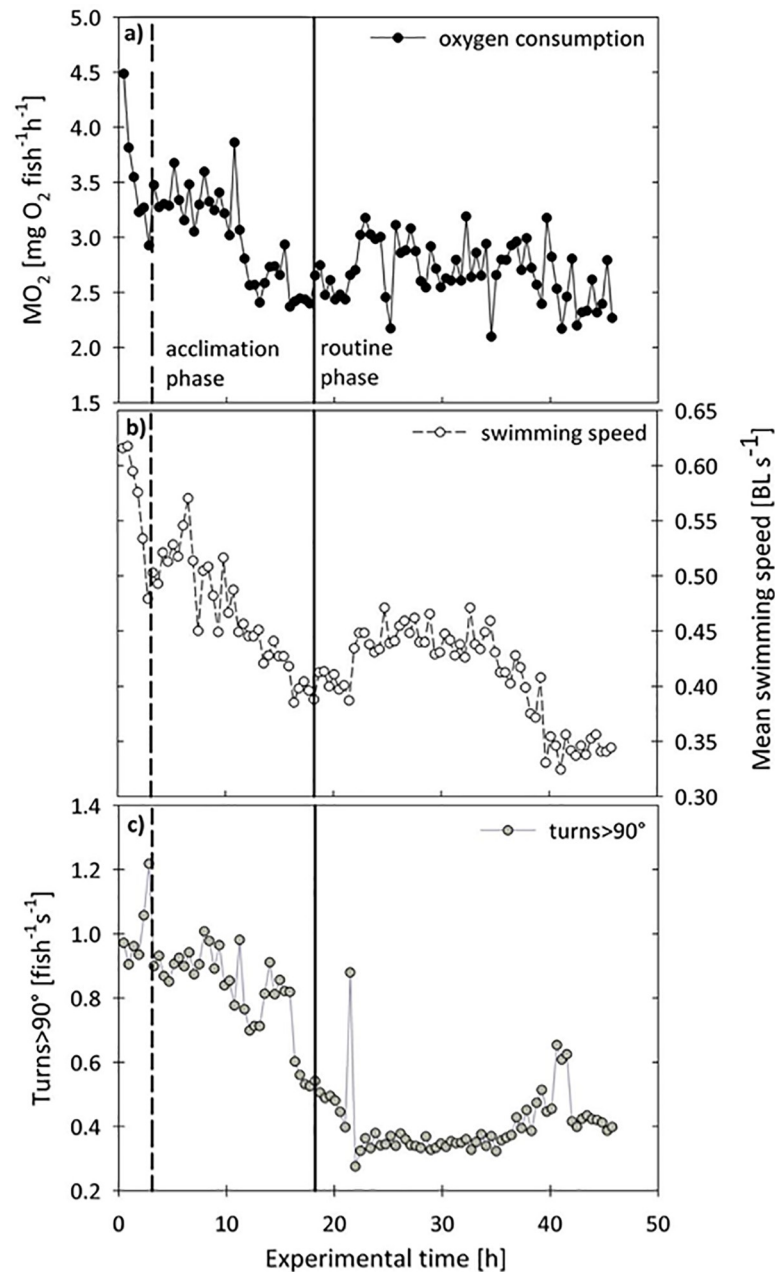 a)
oxygen consumption
5.0
4.5
4.0
3.5
3.0
2.5
2.0
1.5
MO2 [mg O2 fish-1h-1]
acclimation
phase
routine
phase
b)
swimming speed
0.65
0.60
0.55
0.50
0.45
0.40
0.35
0.30
Mean swimming speed [BL s-1]
c)
turns>90°
1.4
1.2
1.0
0.8
0.6
0.4
0.2
Turns>90° [fish-1s-1]
0 10 20 30 40 50
Experimental time [h]